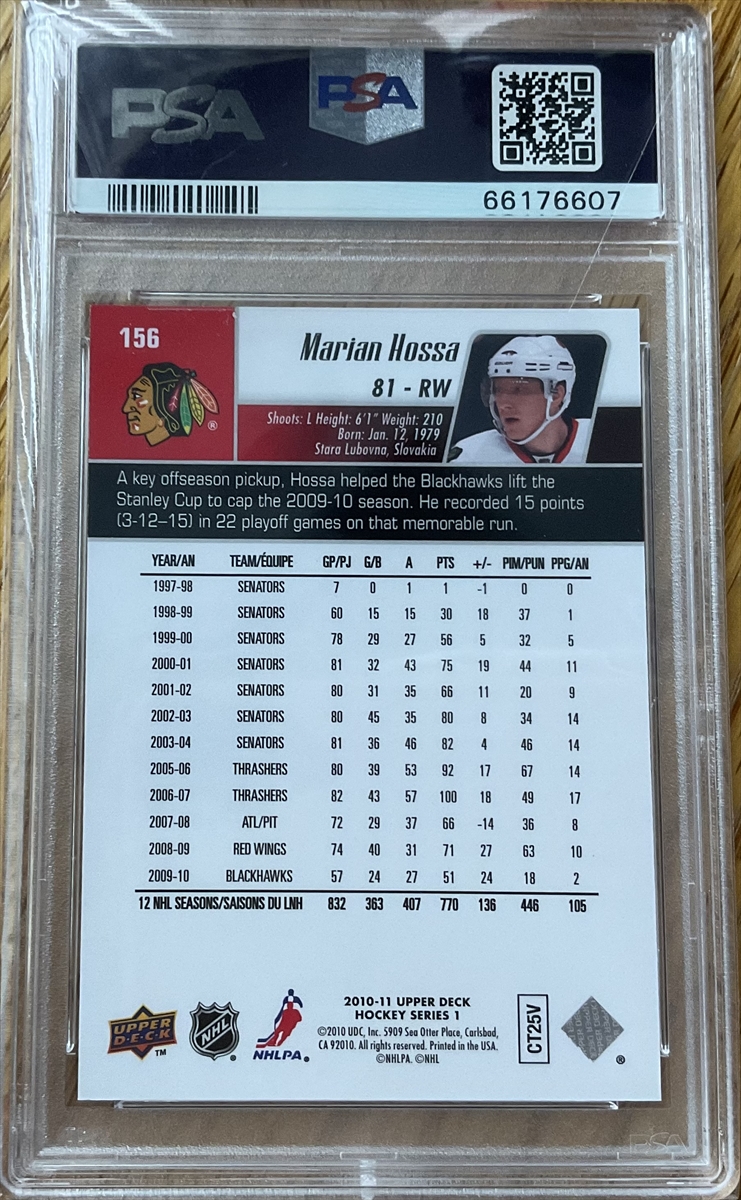 PSA PSA
66176607
156
Marian Hossa
81 - RW
Shoots: L Height: 6'1" Weight: 210
Born: Jan. 12, 1979
Stara Lubovna, Slovakia
®
A key offseason pickup, Hossa helped the Blackhawks lift the
Stanley Cup to cap the 2009-10 season. He recorded 15 points
(3-12–15) in 22 playoff games on that memorable run.
YEAR/AN TEAM/ÉQUIPE GP/PJ G/B A PTS +/- PIM/PUN PPG/AN
1997-98 SENATORS 7 0 1 1 -1 0 0
1998-99 SENATORS 60 15 15 30 18 37 1
1999-00 SENATORS 78 29 27 56 5 32 5
2000-01 SENATORS 81 32 43 75 19 44 11
2001-02 SENATORS 80 31 35 66 11 20 9
2002-03 SENATORS 80 45 35 80 8 34 14
2003-04 SENATORS 81 36 46 82 4 46 14
2005-06 THRASHERS 80 39 53 92 17 67 14
2006-07 THRASHERS 82 43 57 100 18 49 17
2007-08 ATL/PIT 72 29 37 66 -14 36 8
2008-09 RED WINGS 74 40 31 71 27 63 10
2009-10 BLACKHAWKS 57 24 27 51 24 18 2
12 NHL SEASONS/SAISONS DU LNH 832 363 407 770 136 446 105
UPPER
DECK
TM
NHL
®
NHLPA.
2010-11 UPPER DECK
HOCKEY SERIES 1
©2010 UDC, Inc. 5909 Sea Otter Place, Carlsbad,
CA 92010. All rights reserved. Printed in the USA.
©NHLPA. ©NHL
CT25V
®
PSA